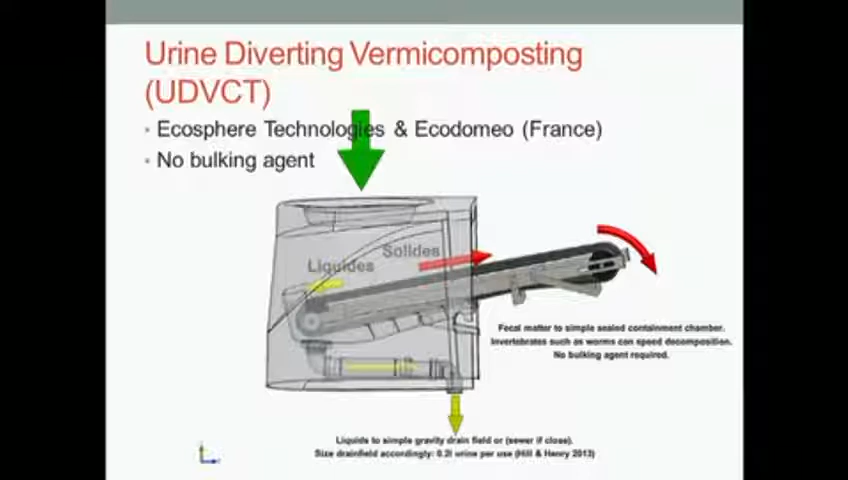 Urine Diverting Vermicomposting
(UDVCT)
• Ecosphere Technologies & Ecodomeo (France)
• No bulking agent
Solides
Liquides
Fecal matter to simple sealed containment chamber.
Invertebrates such as worms can speed decomposition.
No bulking agent required.
Liquids to simple gravity drain field or (sewer if close).
Size drainfield accordingly: 0.2l urine per use (Hill & Henry 2013)